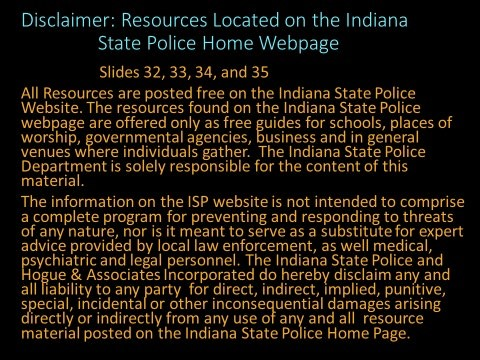 Disclaimer: Resources Located on the Indiana
State Police Home Webpage
Slides 32, 33, 34, and 35
All Resources are posted free on the Indiana State Police
Website. The resources found on the Indiana State Police
webpage are offered only as free guides for schools, places of
worship, governmental agencies, business and in general
venues where individuals gather. The Indiana State Police
Department is solely responsible for the content of this
material.
The information on the ISP website is not intended to comprise
a complete program for preventing and responding to threats
of any nature, nor is it meant to serve as a substitute for expert
advice provided by local law enforcement, as well medical,
psychiatric and legal personnel. The Indiana State Police and
Hogue & Associates Incorporated do hereby disclaim any and
all liability to any party for direct, indirect, implied, punitive,
special, incidental or other inconsequential damages arising
directly or indirectly from any use of any and all resource
material posted on the Indiana State Police Home Page.